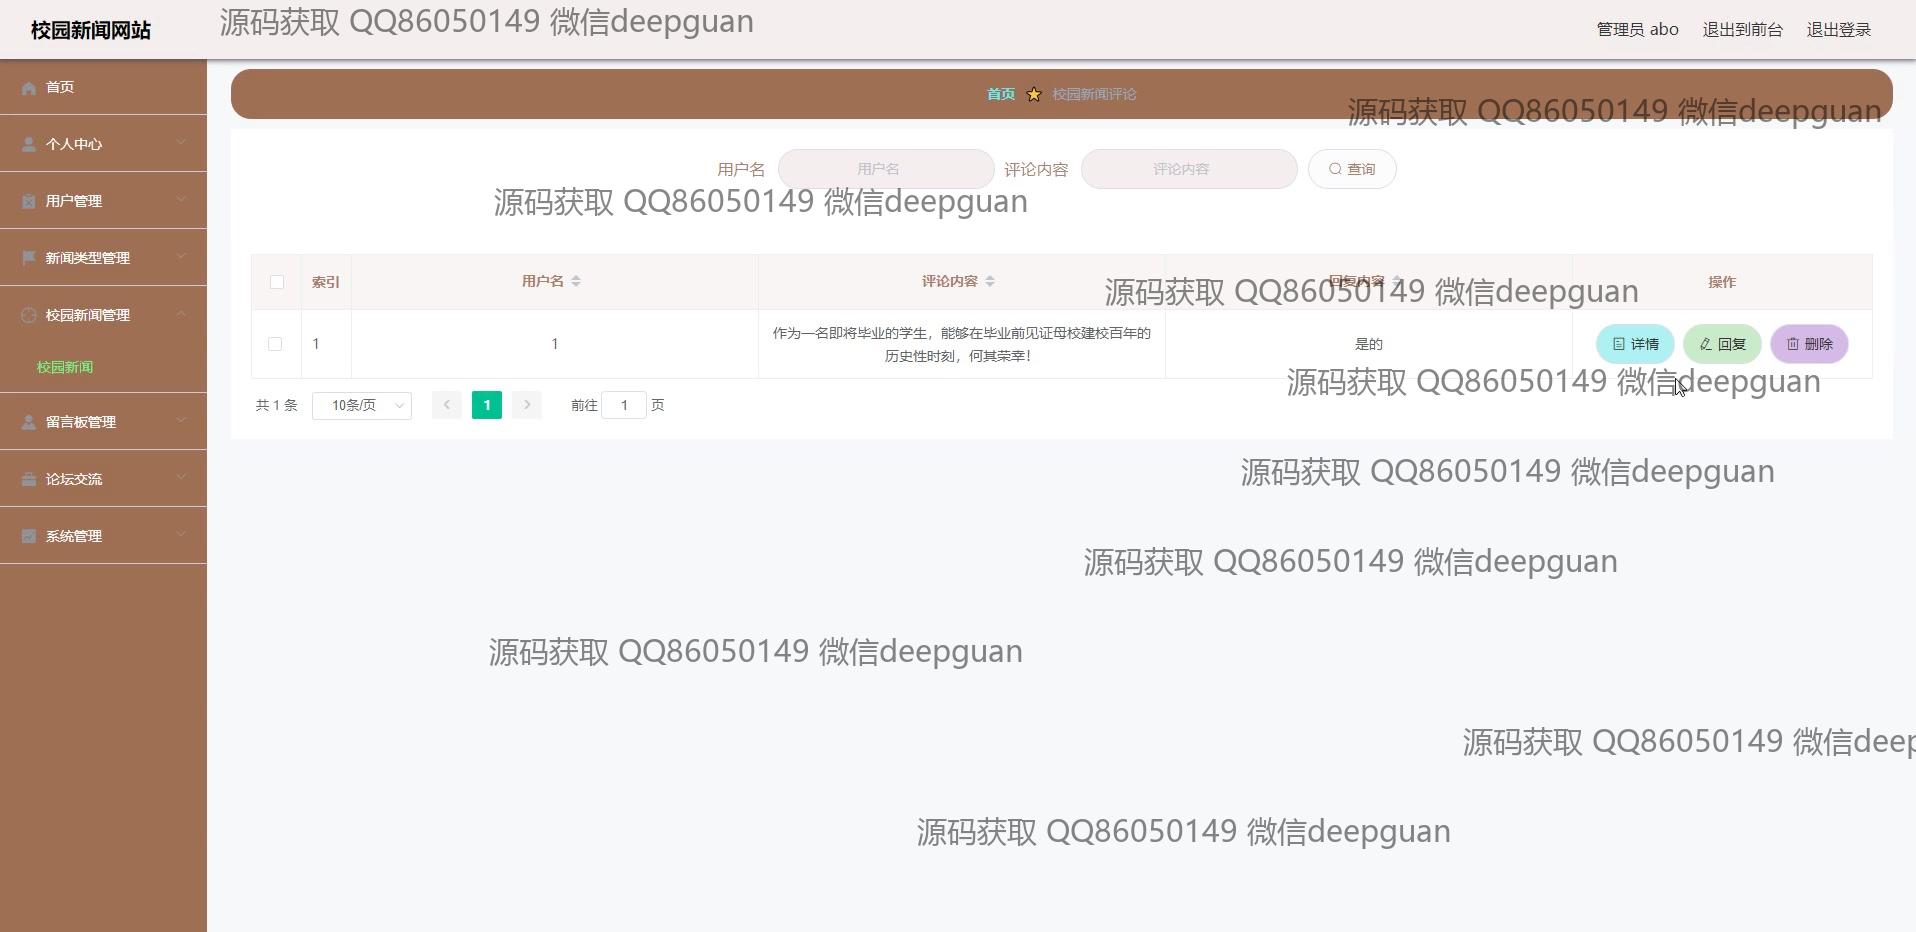 校园新闻网站
源码获取 QQ86050149 微信deepguan
管理员 abo 退出到前台 退出登录
首页
个人中心
用户管理
新闻类型管理
校园新闻管理
校园新闻
留言板管理
论坛交流
系统管理
首页 校园新闻评论
源码获取 QQ86050149 微信deepguan
用户名 用户名 评论内容 评论内容 查询
源码获取 QQ86050149 微信deepguan
索引 用户名 评论内容 回复内容 操作
源码获取 QQ86050149 微信deepguan
1 1 作为一名即将毕业的学生，能够在毕业前见证母校建校百年的
历史性时刻，何其荣幸！
是的 详情 回复 删除
源码获取 QQ86050149 微信deepguan
共 1 条 10条/页 1 前往 1 页
源码获取 QQ86050149 微信deepguan
源码获取 QQ86050149 微信deepguan
源码获取 QQ86050149 微信deepguan
源码获取 QQ86050149 微信deep
源码获取 QQ86050149 微信deepguan